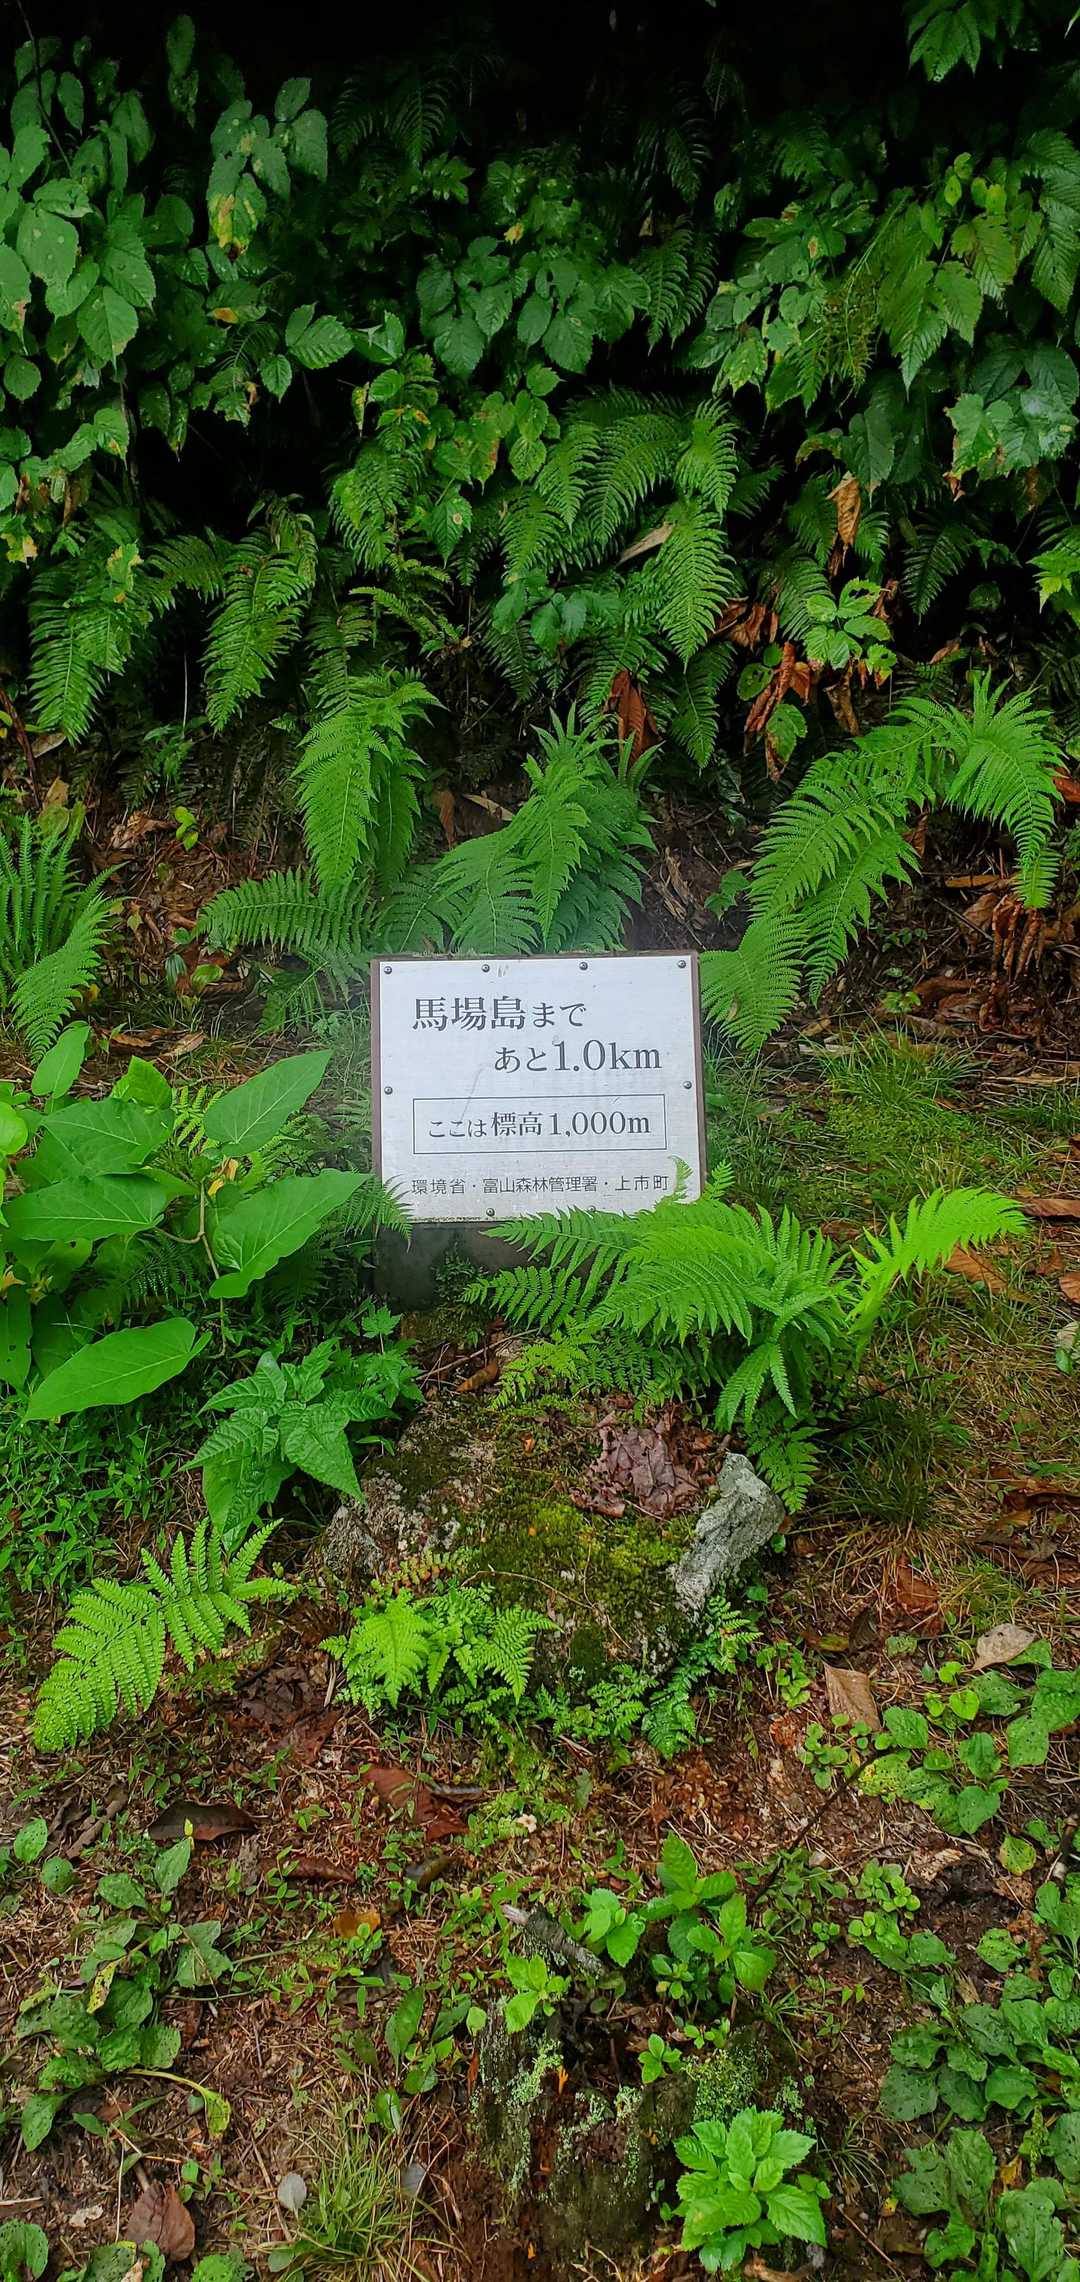 馬場島まで
あと1.0km
ここは標高1,000m
環境省・富山森林管理署・上市町